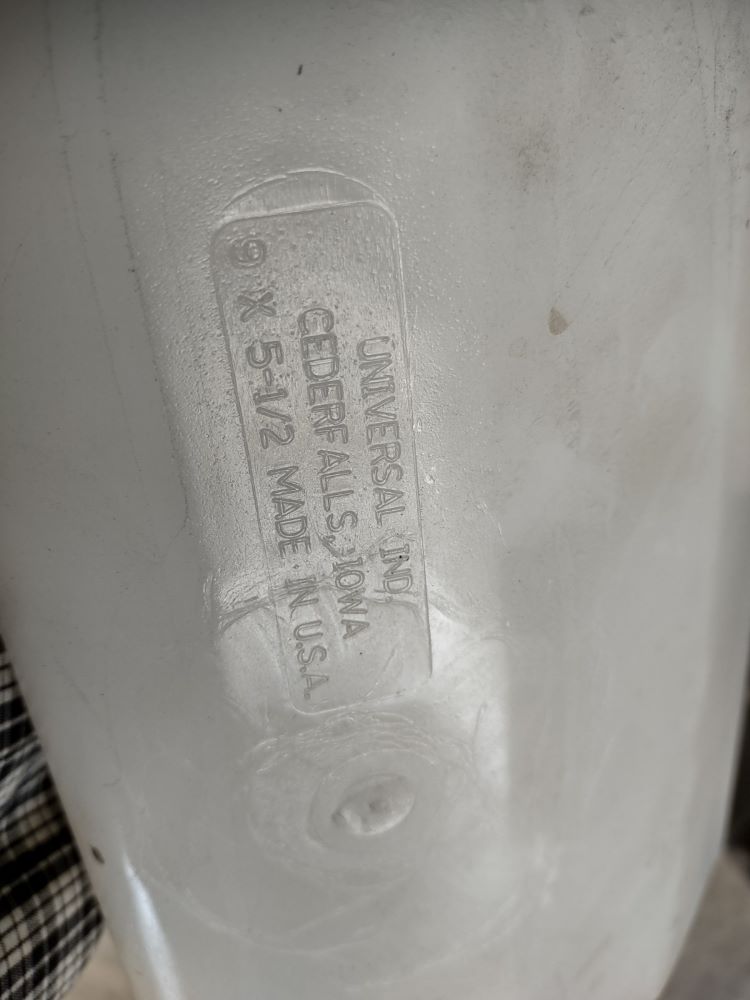 UNIVERSAL IND.
CEDERFALLS, IOWA
9 X 5-1/2 MADE IN U.S.A.